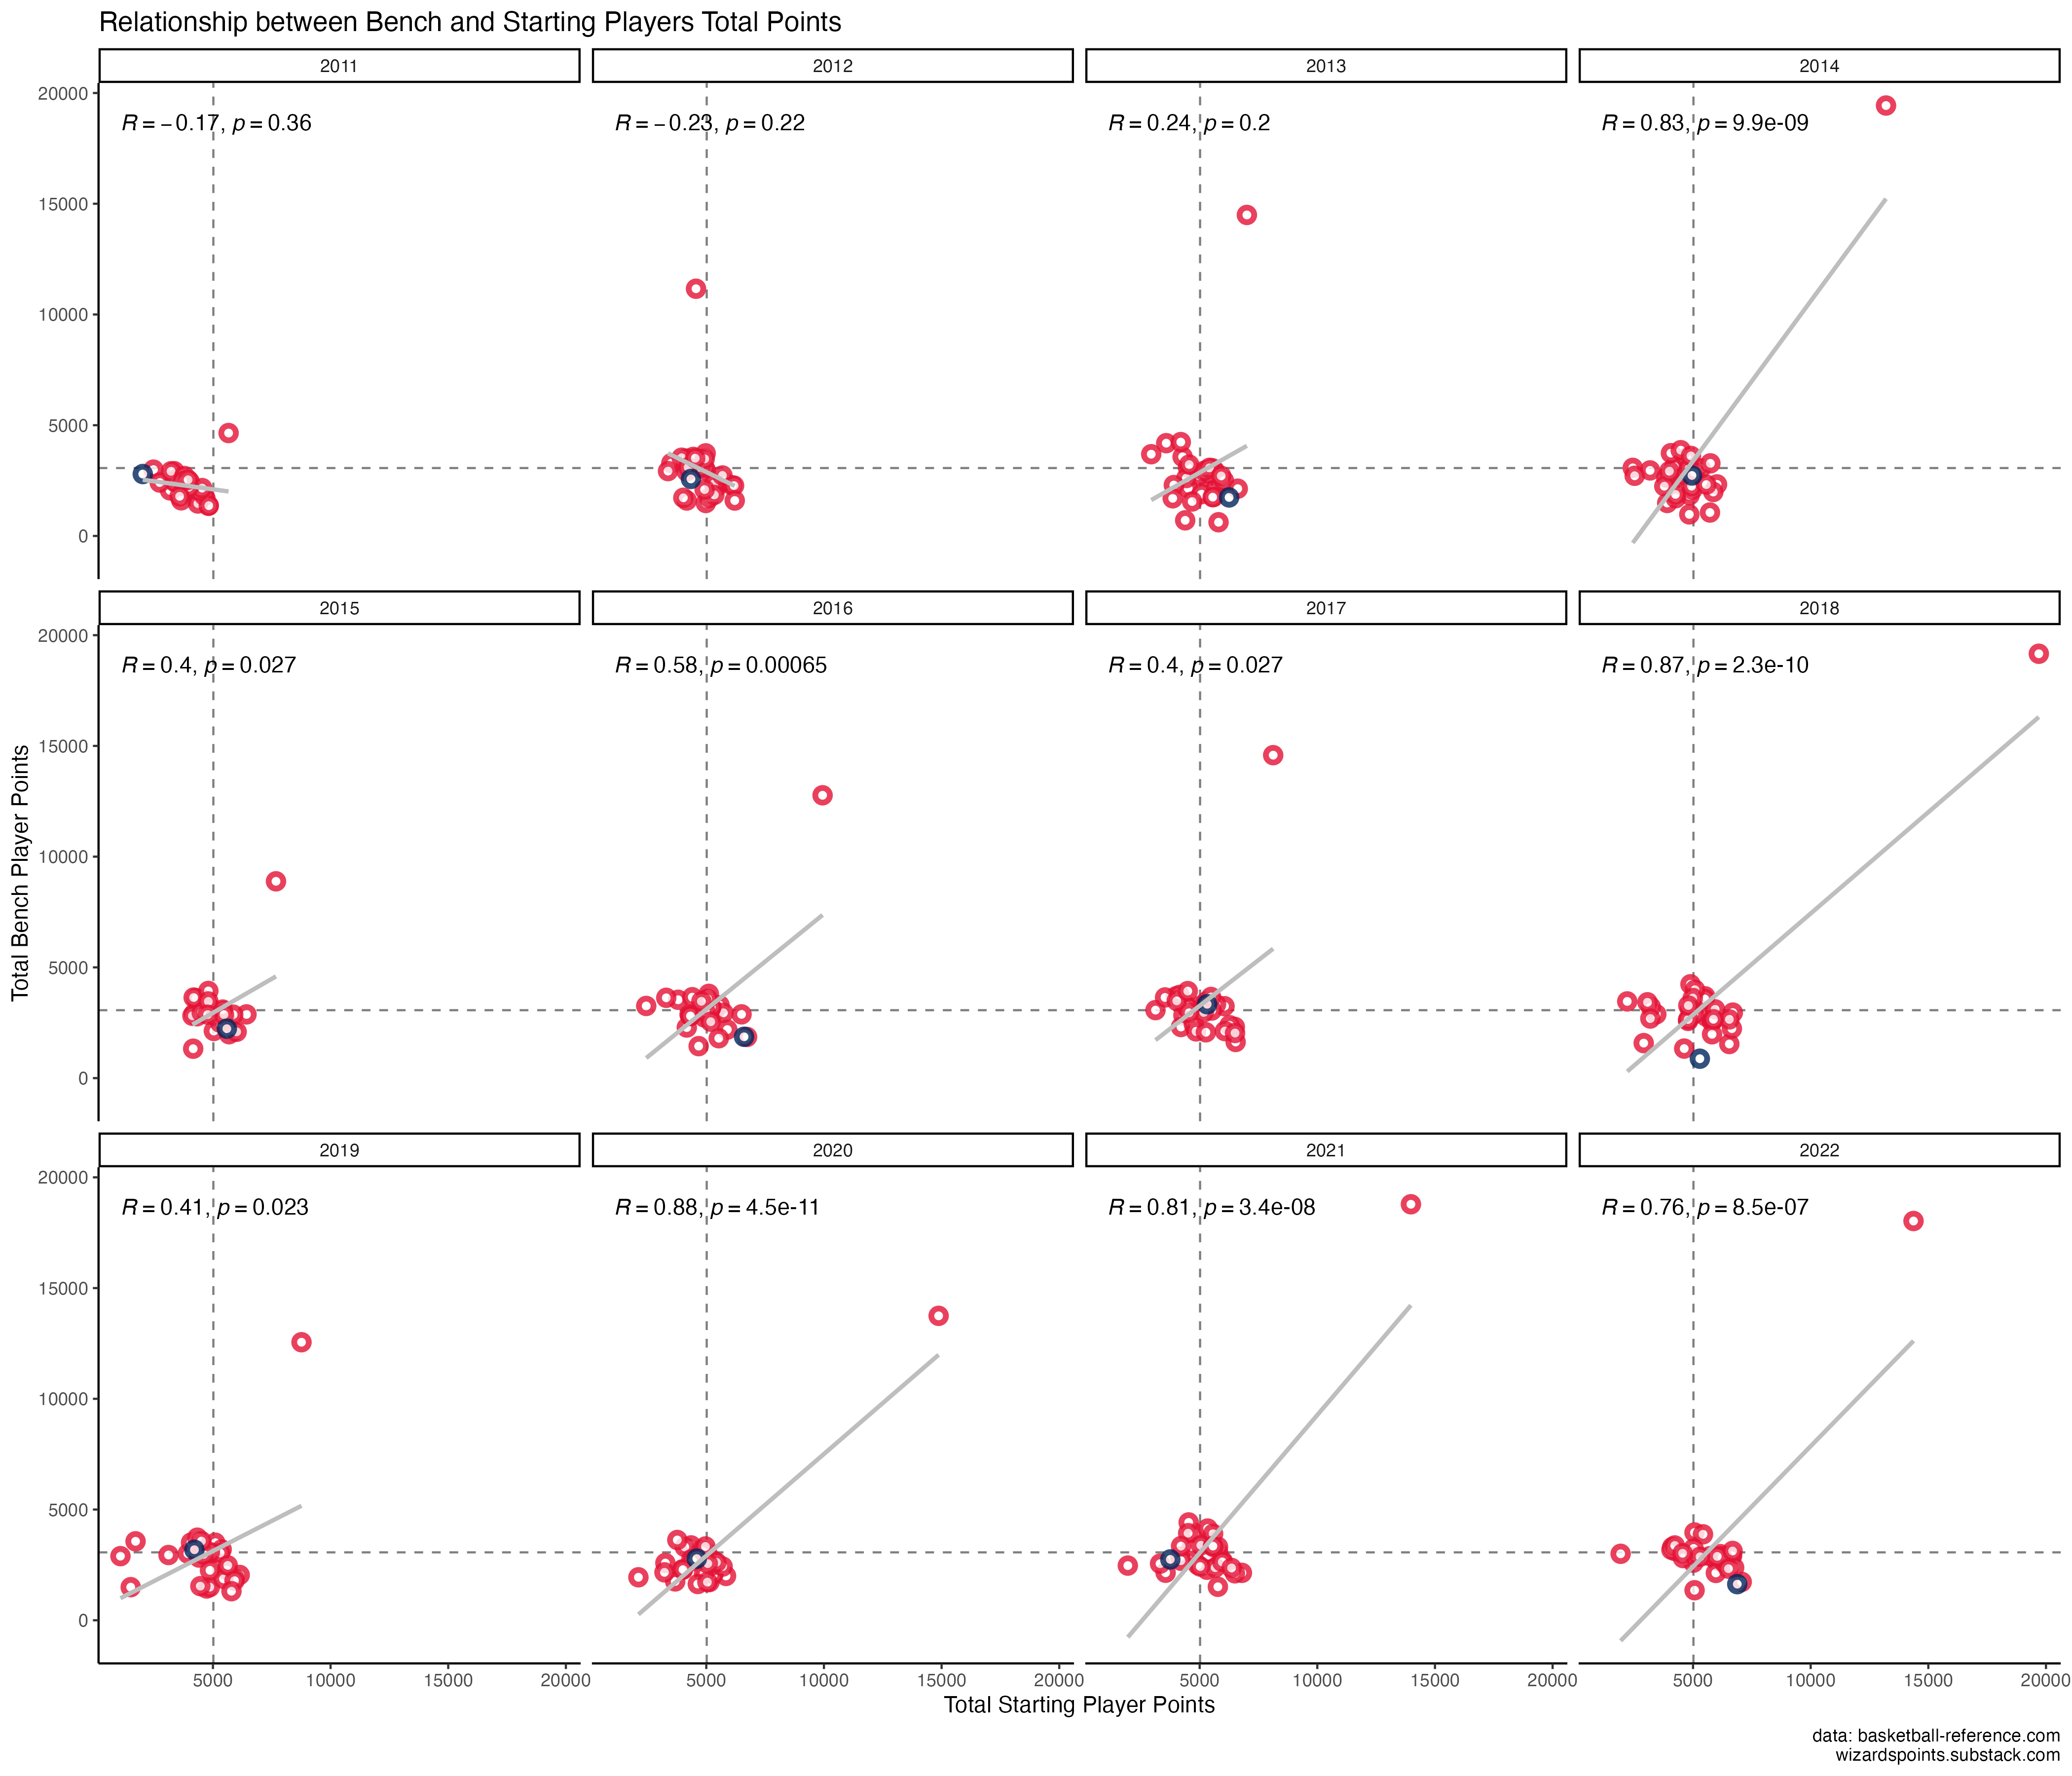 Relationship between Bench and Starting Players Total Points
2011
2012
2013
2014
R = −0.17, p = 0.36
R = −0.23, p = 0.22
R = 0.24, p = 0.2
R = 0.83, p = 9.9e-09
20000
15000
10000
5000
0
2015
2016
2017
2018
R = 0.4, p = 0.027
R = 0.58, p = 0.00065
R = 0.4, p = 0.027
R = 0.87, p = 2.3e-10
20000
15000
10000
5000
0
Total Bench Player Points
2019
2020
2021
2022
R = 0.41, p = 0.023
R = 0.88, p = 4.5e-11
R = 0.81, p = 3.4e-08
R = 0.76, p = 8.5e-07
20000
15000
10000
5000
0
5000 10000 15000 20000
5000 10000 15000 20000
5000 10000 15000 20000
5000 10000 15000 20000
Total Starting Player Points
data: basketball-reference.com
wizardspoints.substack.com